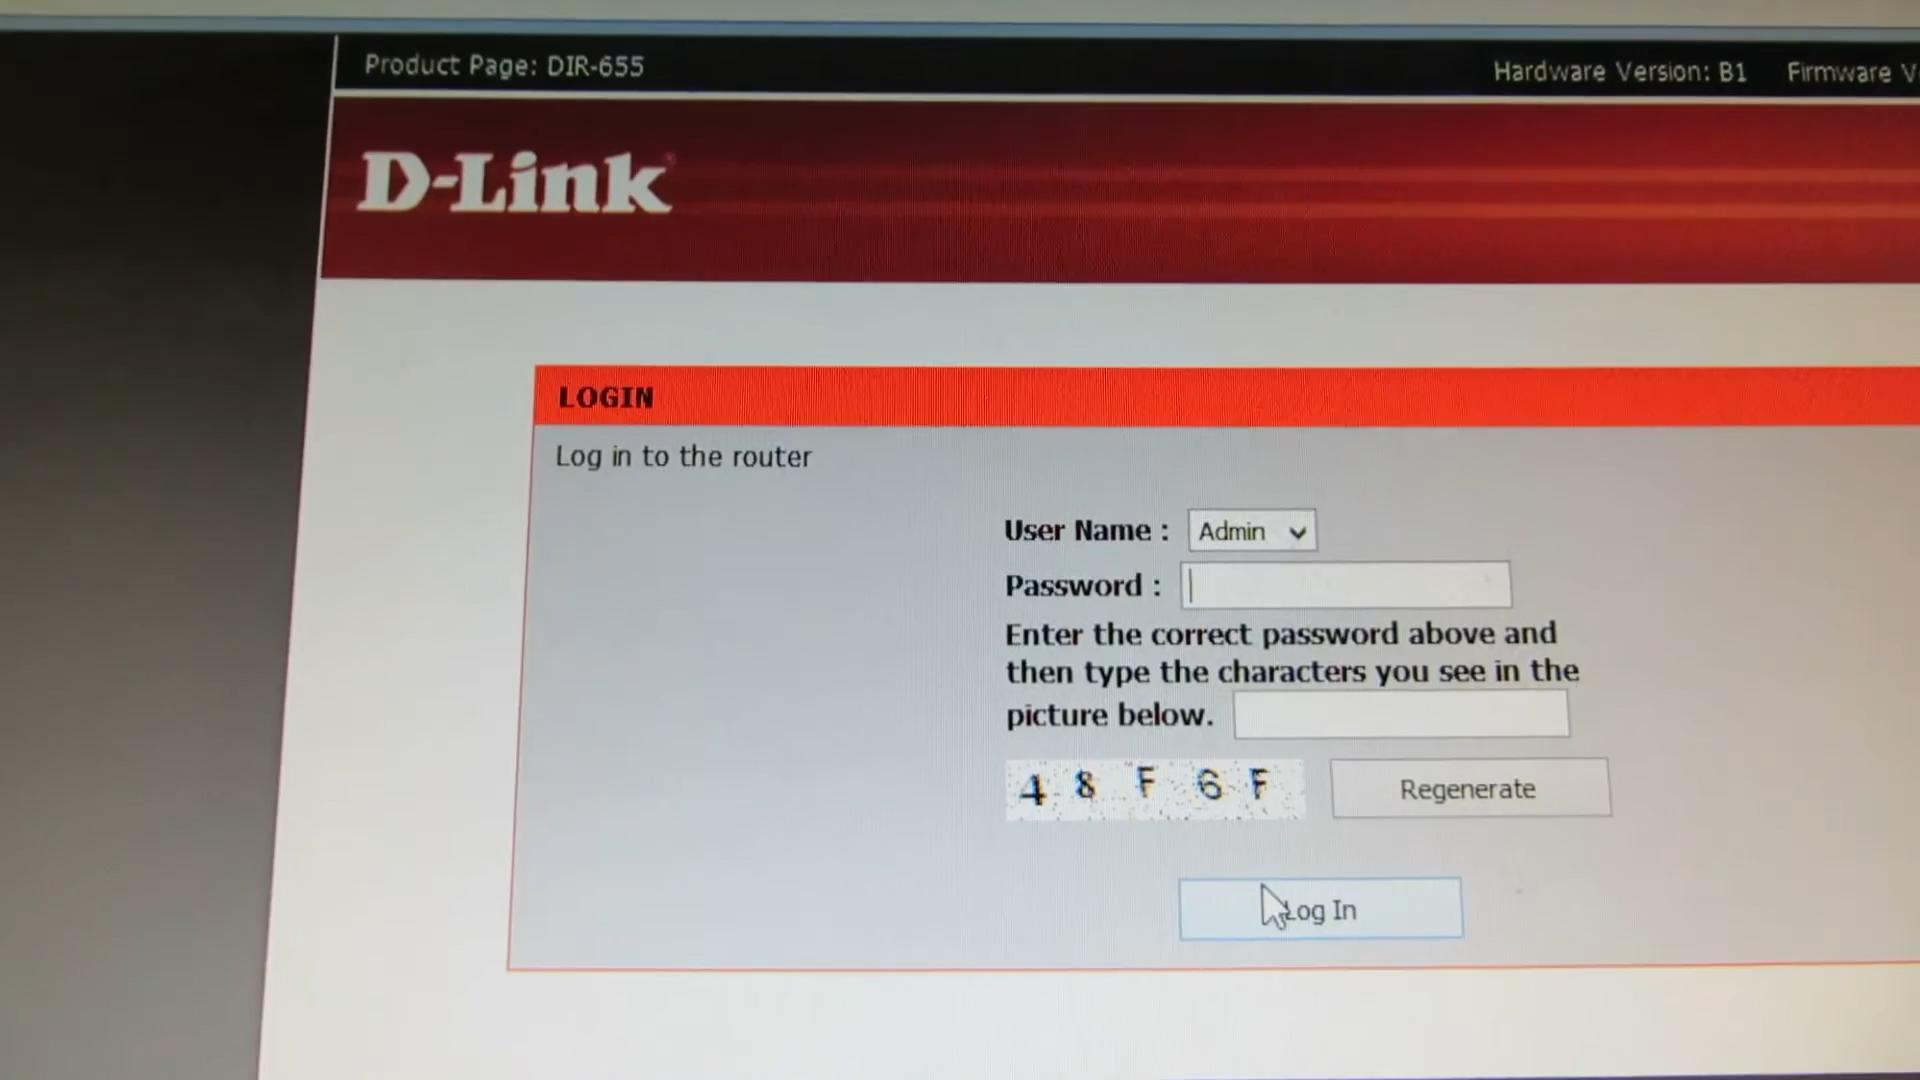 Product Page: DIR-655
Hardware Version: B1 Firmware V
D-Link
LOGIN
Log in to the router
User Name : Admin
Password :
Enter the correct password above and
then type the characters you see in the
picture below.
4 8 F 6 F
Regenerate
Log In